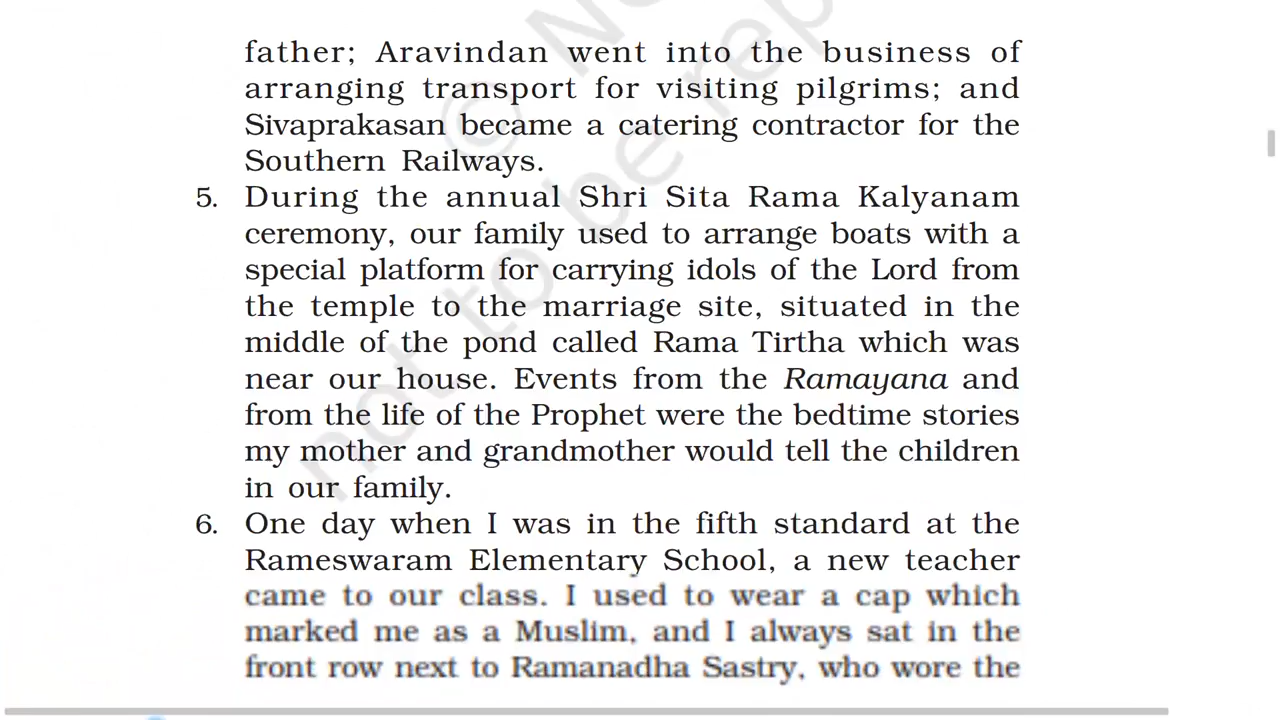 father; Aravindan went into the business of
arranging transport for visiting pilgrims; and
Sivaprakasan became a catering contractor for the
Southern Railways.
5. During the annual Shri Sita Rama Kalyanam
ceremony, our family used to arrange boats with a
special platform for carrying idols of the Lord from
the temple to the marriage site, situated in the
middle of the pond called Rama Tirtha which was
near our house. Events from the Ramayana and
from the life of the Prophet were the bedtime stories
my mother and grandmother would tell the children
in our family.
6. One day when I was in the fifth standard at the
Rameswaram Elementary School, a new teacher
came to our class. I used to wear a cap which
marked me as a Muslim, and I always sat in the
front row next to Ramanadha Sastry, who wore the
© N
not to be rep